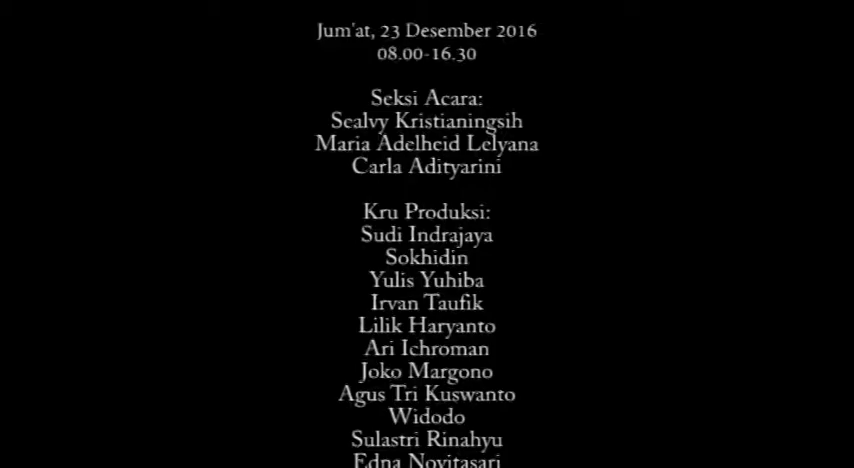 Jum'at, 23 Desember 2016
08.00-16.30
Seksi Acara:
Sealvy Kristianingsih
Maria Adelheid Lelyana
Carla Adityarini
Kru Produksi:
Sudi Indrajaya
Sokhidin
Yulis Yuhiba
Irvan Taufik
Lilik Haryanto
Ari Ichroman
Joko Margono
Agus Tri Kuswanto
Widodo
Sulastri Rinahyu
Edna Novitasari